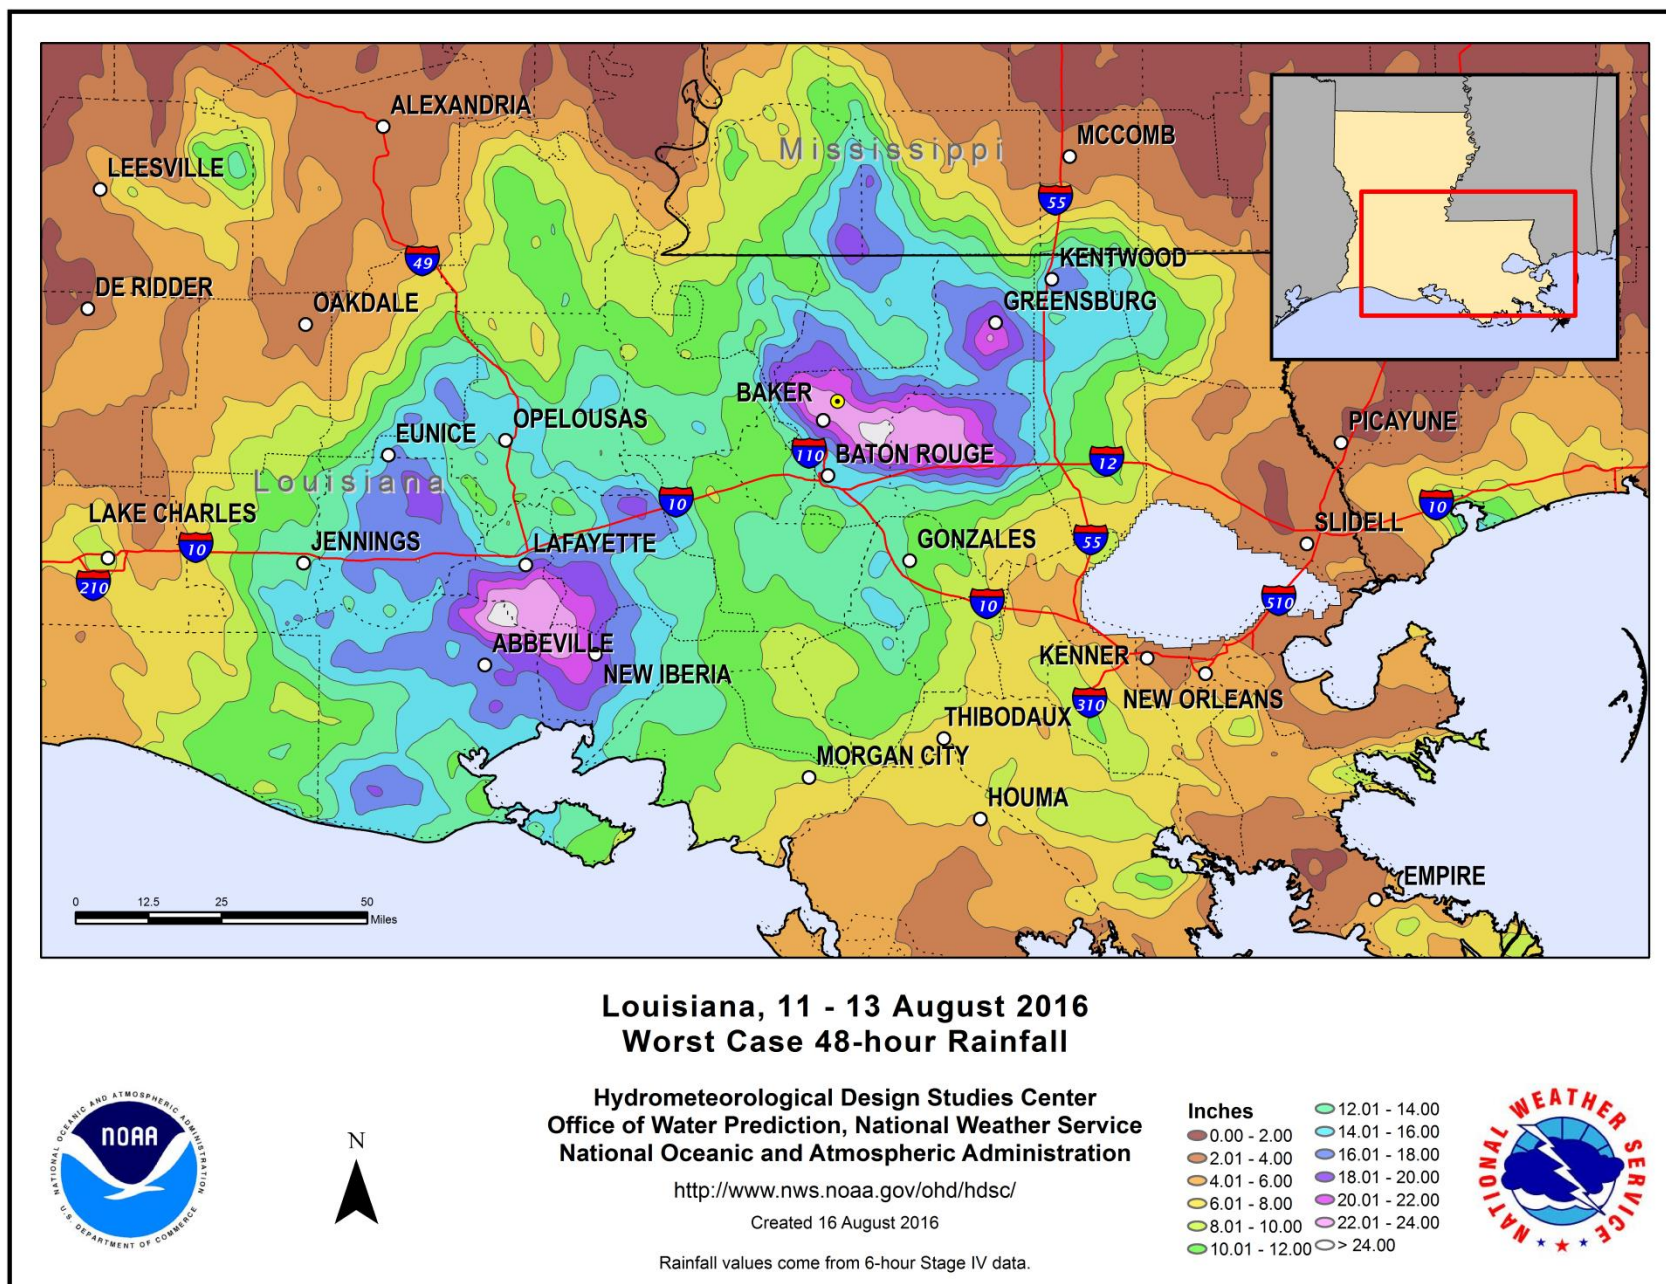 ALEXANDRIA
LEESVILLE
Mississippi
MCCOMB
55
49
KENTWOOD
DE RIDDER
OAKDALE
GREENSBURG
BAKER
OPELOUSAS
EUNICE
PICAYUNE
110
BATON ROUGE
12
Louisiana
10
10
LAKE CHARLES
SLIDELL
10
JENNINGS
LAFAYETTE
GONZALES
55
210
10
510
ABBEVILLE
NEW IBERIA
KENNER
NEW ORLEANS
310
THIBODAUX
MORGAN CITY
HOUMA
EMPIRE
0 12.5 25 50
Miles
Louisiana, 11 - 13 August 2016
Worst Case 48-hour Rainfall
Hydrometeorological Design Studies Center
Office of Water Prediction, National Weather Service
National Oceanic and Atmospheric Administration
http://www.nws.noaa.gov/ohd/hdsc/
Created 16 August 2016
Rainfall values come from 6-hour Stage IV data.
NATIONAL OCEANIC AND ATMOSPHERIC ADMINISTRATION
NOAA
U.S. DEPARTMENT OF COMMERCE
N
Inches
0.00 - 2.00
2.01 - 4.00
4.01 - 6.00
6.01 - 8.00
8.01 - 10.00
10.01 - 12.00
12.01 - 14.00
14.01 - 16.00
16.01 - 18.00
18.01 - 20.00
20.01 - 22.00
22.01 - 24.00
> 24.00
NATIONAL WEATHER SERVICE